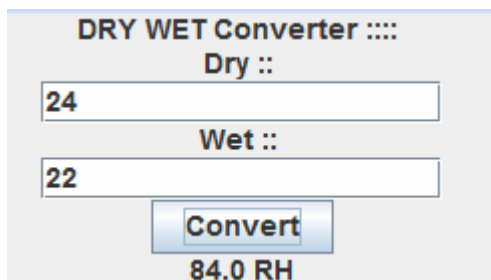 DRY WET Converter ::::
Dry ::
24
Wet ::
22
Convert
84.0 RH